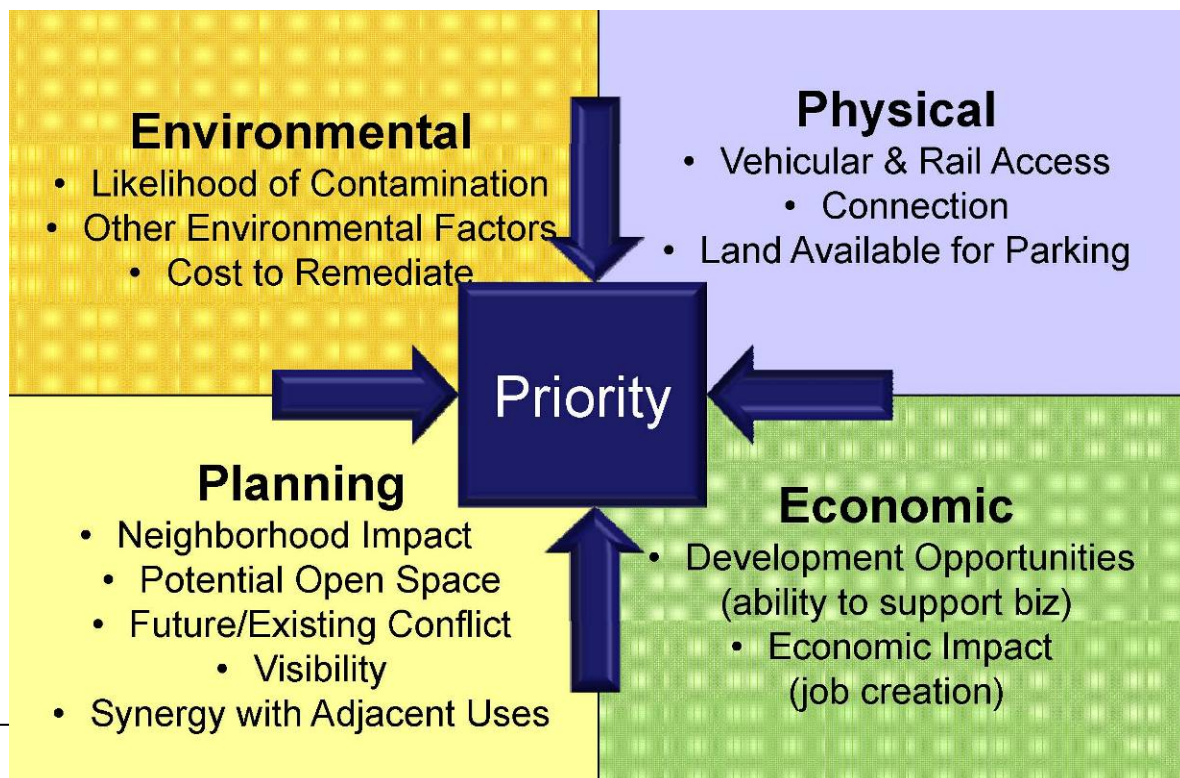 Environmental
• Likelihood of Contamination
• Other Environmental Factors
• Cost to Remediate
Physical
• Vehicular & Rail Access
• Connection
• Land Available for Parking
Priority
Planning
• Neighborhood Impact
• Potential Open Space
• Future/Existing Conflict
• Visibility
• Synergy with Adjacent Uses
Economic
• Development Opportunities
(ability to support biz)
• Economic Impact
(job creation)